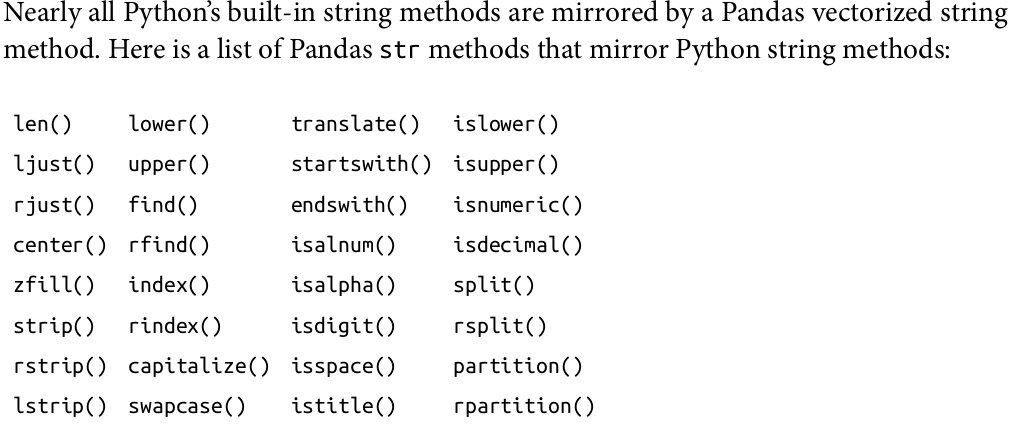 Nearly all Python’s built-in string methods are mirrored by a Pandas vectorized string
method. Here is a list of Pandas str methods that mirror Python string methods:
len() lower() translate() islower()
ljust() upper() startswith() isupper()
rjust() find() endswith() isnumeric()
center() rfind() isalnum() isdecimal()
zfill() index() isalpha() split()
strip() rindex() isdigit() rsplit()
rstrip() capitalize() isspace() partition()
lstrip() swapcase() istitle() rpartition()